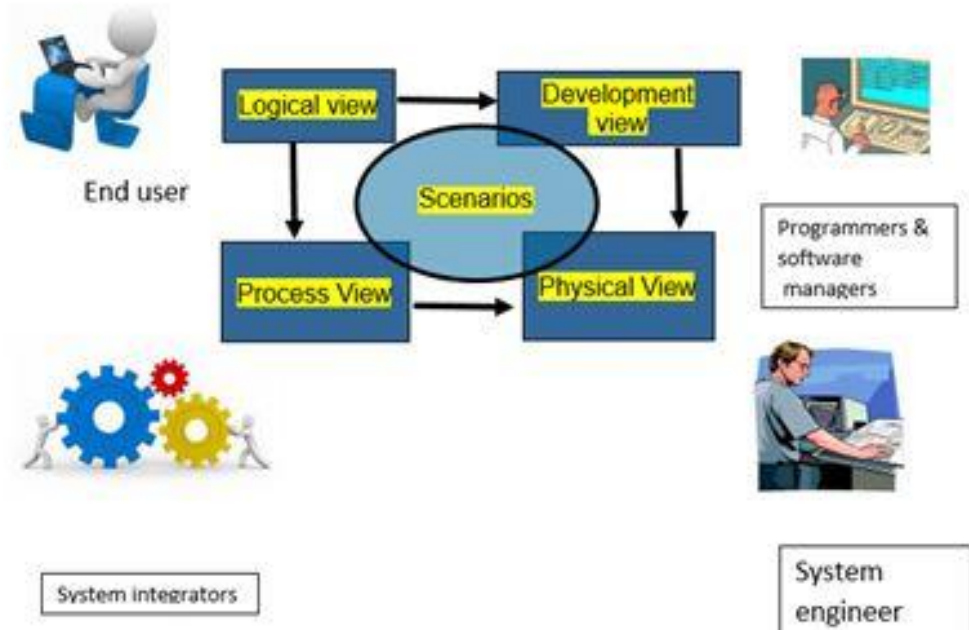 Logical view
Development
view
End user
Scenarios
Programmers &
software
managers
Process View
Physical View
System integrators
System
engineer